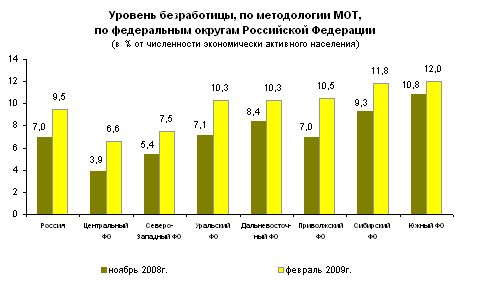 Уровень безработицы, по методологии МОТ,
по федеральным округам Российской Федерации
(в % от численности экономически активного населения)
14
12
10
8
6
4
2
0
7,0
9,5
3,9
6,6
5,4
7,5
7,1
10,3
8,4
10,3
7,0
10,5
9,3
11,8
10,8
12,0
Россия
Центральный
ФО
Северо-
Западный ФО
Уральский
ФО
Дальневосточ-
ный ФО
Приволжский
ФО
Сибирский
ФО
Южный ФО
ноябрь 2008г.
февраль 2009г.